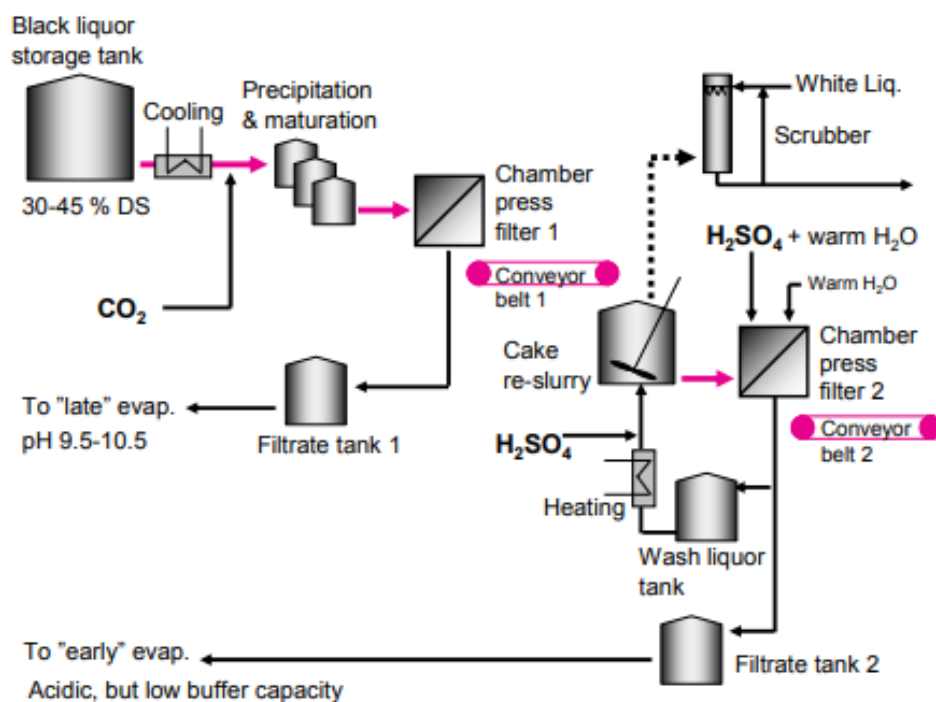 Black liquor
storage tank
Cooling
Precipitation
& maturation
30-45 % DS
CO₂
Chamber
press
filter 1
Conveyor
belt 1
White Liq.
Scrubber
H₂SO₄ + warm H₂O
Warm H₂O
Cake
re-slurry
Chamber
press
filter 2
Conveyor
belt 2
To "late" evap.
pH 9.5-10.5
Filtrate tank 1
H₂SO₄
Heating
Wash liquor
tank
To "early" evap.
Acidic, but low buffer capacity
Filtrate tank 2